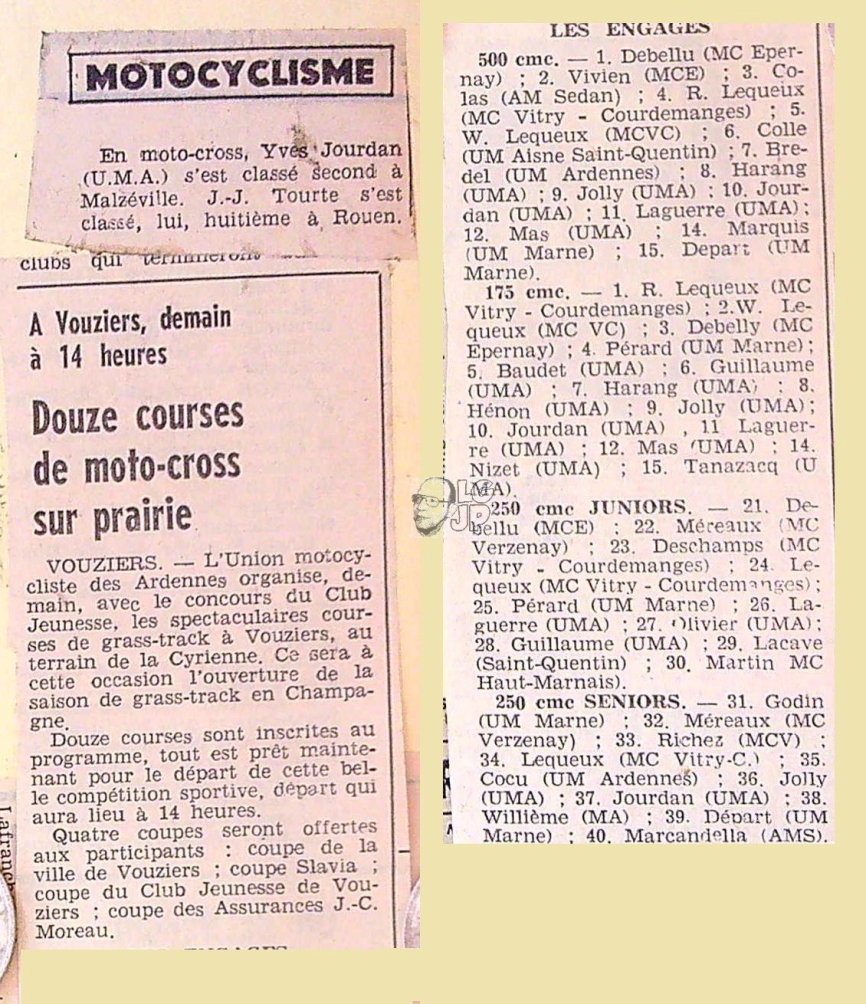 MOTOCYCLISME
En moto-cross, Yves Jourdan
(U.M.A.) s'est classé second à
Malzéville. J.-J. Tourte s'est
classé, lui, huitième à Rouen.
clubs qui termineront
A Vouziers, demain
à 14 heures
Douze courses
de moto-cross
sur prairie
VOUZIERS. — L'Union motocy-
cliste des Ardennes organise, de-
main, avec le concours du Club
Jeunesse, les spectaculaires cour-
ses de grass-track à Vouziers, au
terrain de la Cyrienne. Ce sera à
cette occasion l'ouverture de la
saison de grass-track en Champa-
gne.
Douze courses sont inscrites au
programme, tout est prêt mainte-
nant pour le départ de cette bel-
le compétition sportive, départ qui
aura lieu à 14 heures.
Quatre coupes seront offertes
aux participants : coupe de la
ville de Vouziers ; coupe Slavia ;
coupe du Club Jeunesse de Vou-
ziers ; coupe des Assurances J.-C.
Moreau.
LES ENGAGES
500 cmc. — 1. Debellu (MC Eper-
nay) ; 2. Vivien (MCE) ; 3. Co-
las (AM Sedan) ; 4. R. Lequeux
(MC Vitry - Courdemanges) ; 5.
W. Lequeux (MCVC) ; 6. Colle
(UM Aisne Saint-Quentin) ; 7. Bre-
del (UM Ardennes) ; 8. Harang
(UMA) ; 9. Jolly (UMA) ; 10. Jour-
dan (UMA) ; 11. Laguerre (UMA) ;
12. Mas (UMA) ; 14. Marquis
(UM Marne) ; 15. Depart (UM
Marne).
175 cmc. — 1. R. Lequeux (MC
Vitry - Courdemanges) ; 2.W. Le-
queux (MC VC) ; 3. Debelly (MC
Epernay) ; 4. Pérard (UM Marne) ;
5. Baudet (UMA) ; 6. Guillaume
(UMA) ; 7. Harang (UMA) ; 8.
Hénon (UMA) ; 9. Jolly (UMA) ;
10. Jourdan (UMA) , 11 Laguer-
re (UMA) ; 12. Mas (UMA) ; 14.
Nizet (UMA) ; 15. Tanazacq (U
MA).
250 cmc JUNIORS. — 21. De-
bellu (MCE) ; 22. Méreaux (MC
Verzenay) ; 23. Deschamps (MC
Vitry - Courdemanges) ; 24. Le-
queux (MC Vitry - Courdemanges) ;
25. Pérard (UM Marne) ; 26. La-
guerre (UMA) ; 27. Olivier (UMA) ;
28. Guillaume (UMA) ; 29. Lacave
(Saint-Quentin) ; 30. Martin MC
Haut-Marnais).
250 cmc SENIORS. — 31. Godin
(UM Marne) ; 32. Méreaux (MC
Verzenay) ; 33. Richez (MCV) ;
34. Lequeux (MC Vitry-C.) ; 35.
Cocu (UM Ardennes) ; 36. Jolly
(UMA) ; 37. Jourdan (UMA) ; 38.
Willième (MA) ; 39. Départ (UM
Marne) ; 40. Marcandella (AMS).
LG
JP
Lafranch